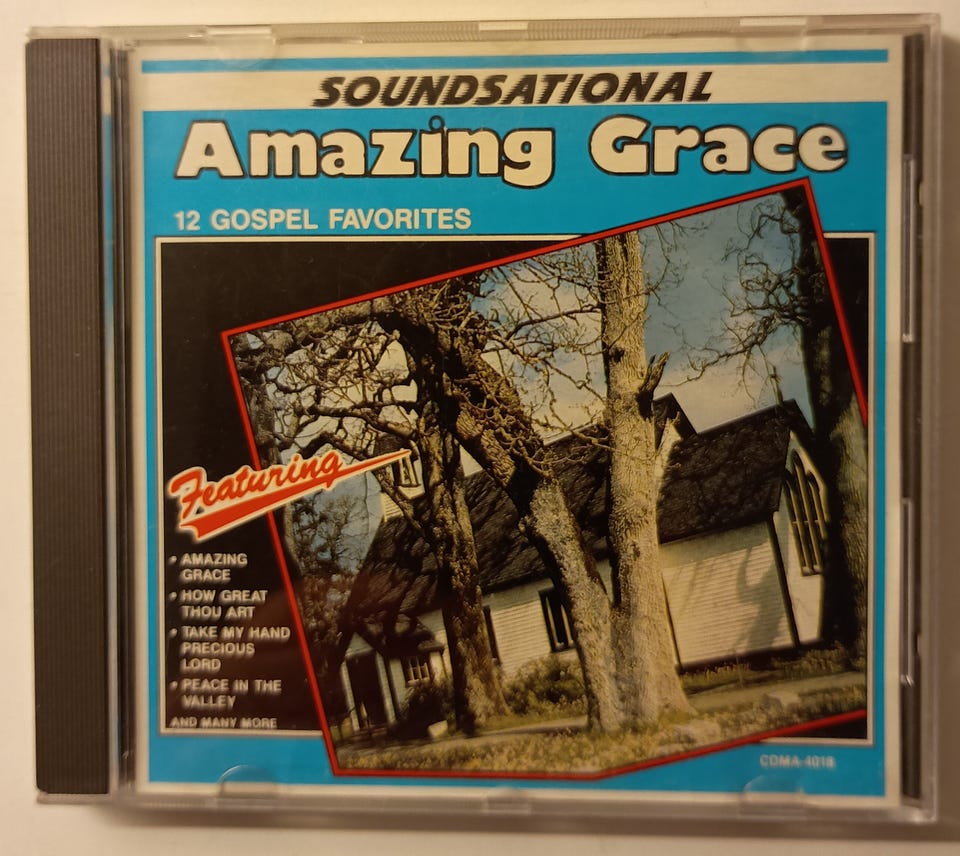 SOUNDSATIONAL
Amazing Grace
12 GOSPEL FAVORITES
Featuring
• AMAZING
GRACE
• HOW GREAT
THOU ART
• TAKE MY HAND
PRECIOUS
LORD
• PEACE IN THE
VALLEY
AND MANY MORE
CDMA-4018